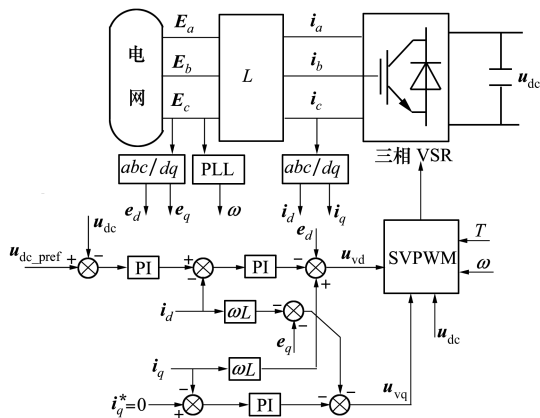 电网
E_a
E_b
E_c
L
i_a
i_b
i_c
u_dc
三相 VSR
abc/dq
PLL
abc/dq
e_d
e_q
ω
i_d
i_q
u_dc
e_d
u_dc_pref
+
−
PI
+
−
PI
−
−
+
u_vd
SVPWM
T
ω
u_dc
i_d
ωL
−
−
e_q
i_q
ωL
i_q^*=0
−
+
PI
−
−
u_vq